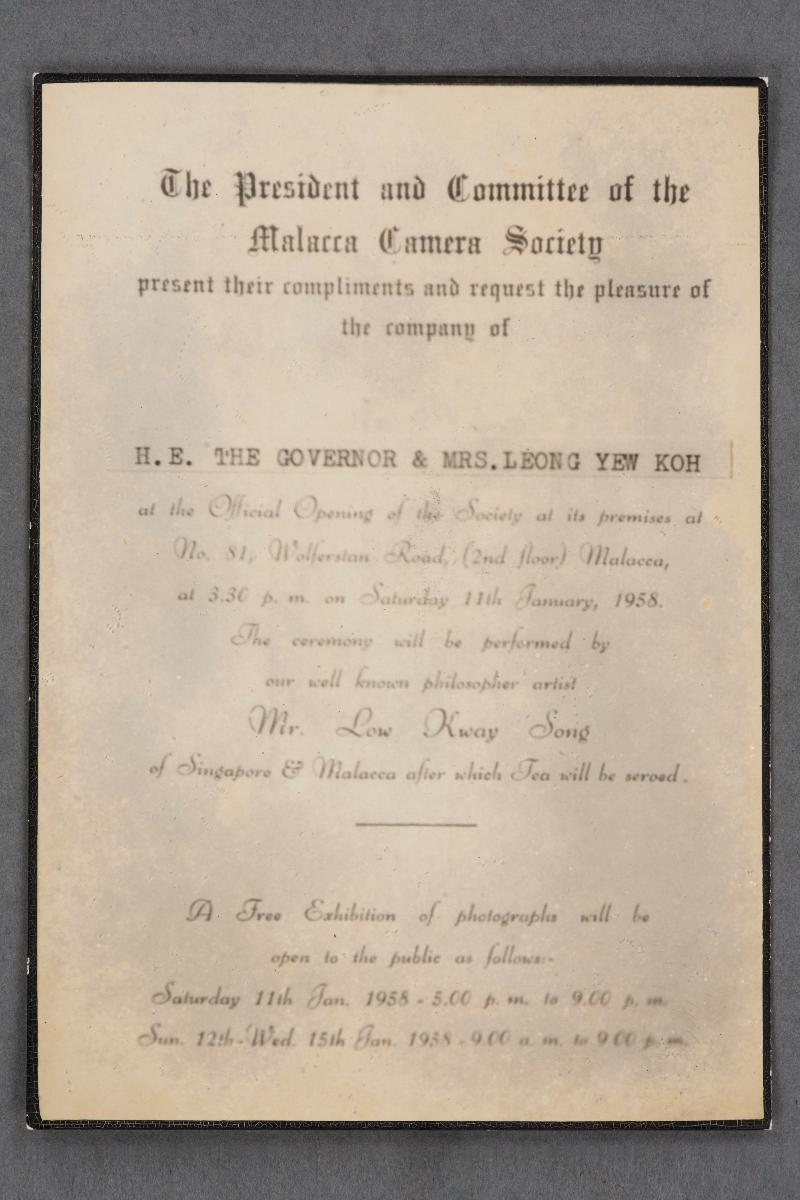 The President and Committee of the
Malacca Camera Society
present their compliments and request the pleasure of
the company of
H.E. THE GOVERNOR & MRS.LEONG YEW KOH
at the Official Opening of the Society at its premises at
No. 81, Wolferstan Road, (2nd floor) Malacca,
at 3.30 p. m. on Saturday 11th January, 1958.
The ceremony will be performed by
our well known philosopher artist
Mr. Low Kway Song
of Singapore & Malacca after which Tea will be served.
A Free Exhibition of photographs will be
open to the public as follows:-
Saturday 11th Jan. 1958 - 5.00 p. m. to 9.00 p. m.
Sun. 12th - Wed. 15th Jan. 1958 - 9.00 a. m. to 9.00 p. m.